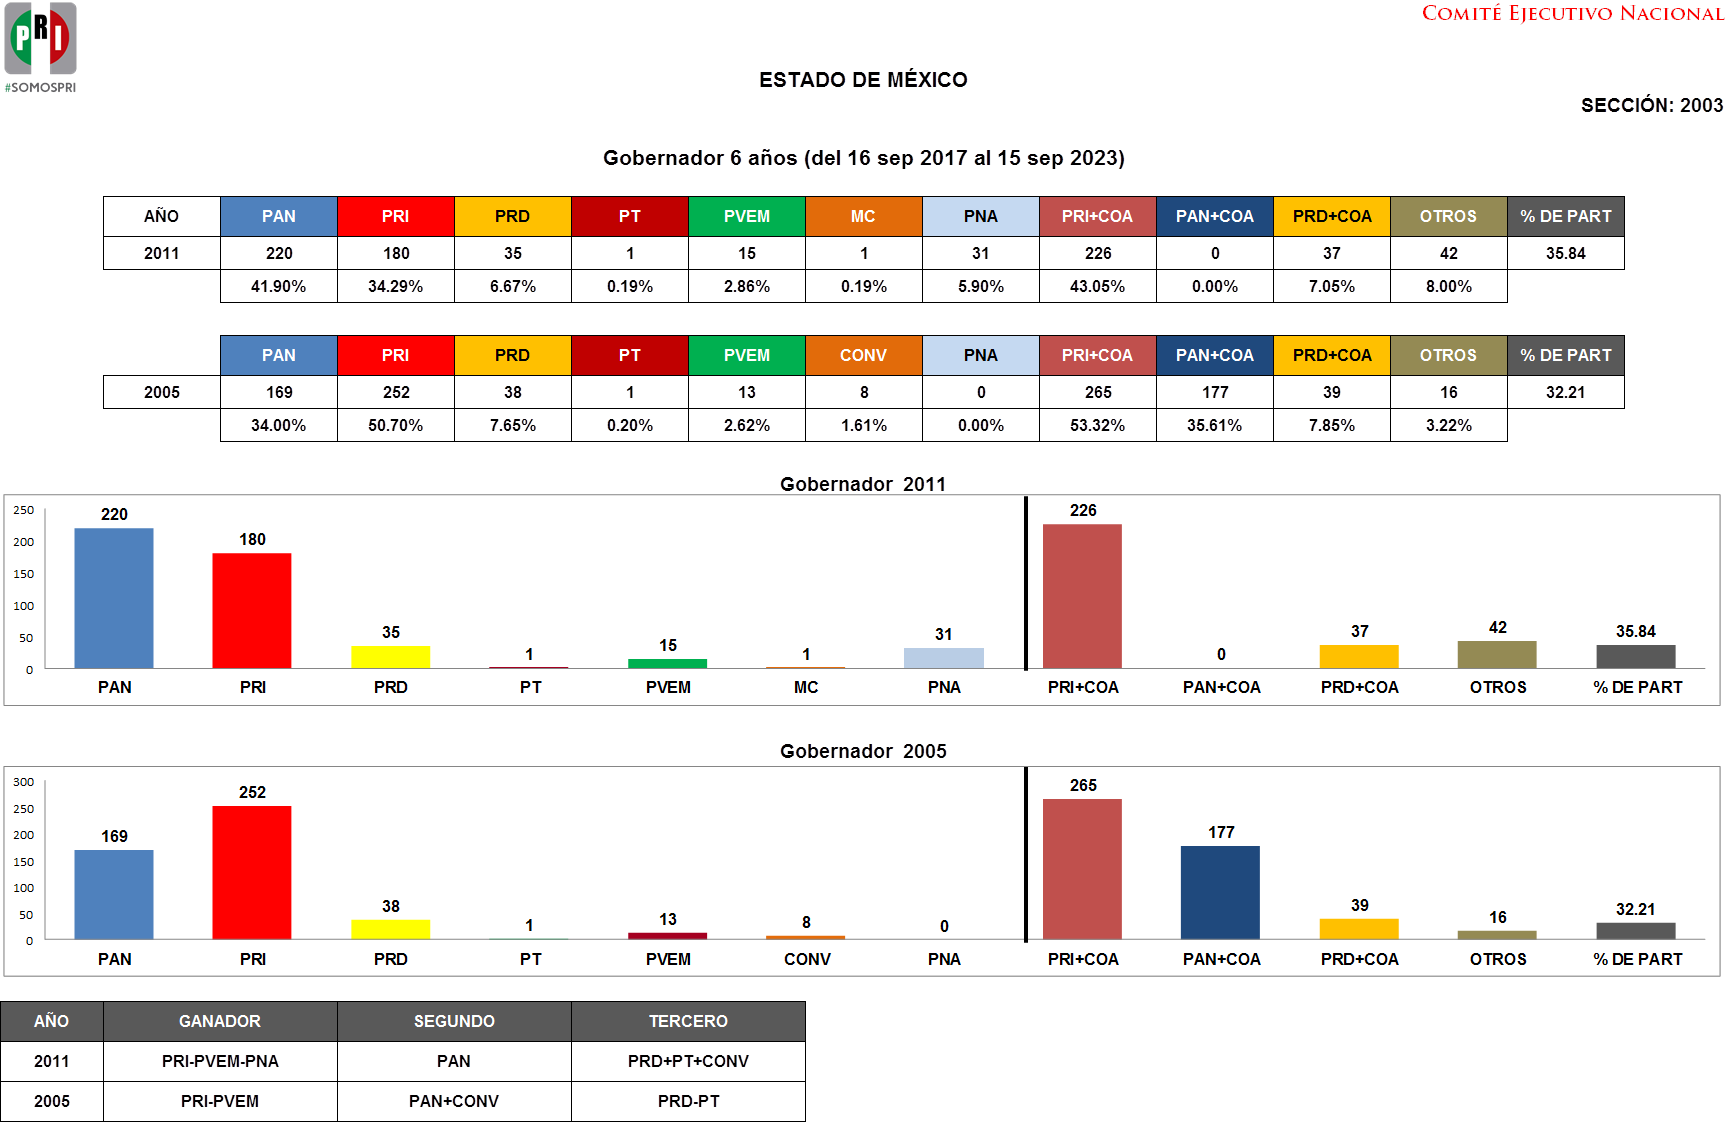 PRI
#SOMOSPRI
COMITÉ EJECUTIVO NACIONAL
ESTADO DE MÉXICO
SECCIÓN: 2003
Gobernador 6 años (del 16 sep 2017 al 15 sep 2023)
AÑO PAN PRI PRD PT PVEM MC PNA PRI+COA PAN+COA PRD+COA OTROS % DE PART
2011 220 180 35 1 15 1 31 226 0 37 42 35.84
41.90% 34.29% 6.67% 0.19% 2.86% 0.19% 5.90% 43.05% 0.00% 7.05% 8.00%
PAN PRI PRD PT PVEM CONV PNA PRI+COA PAN+COA PRD+COA OTROS % DE PART
2005 169 252 38 1 13 8 0 265 177 39 16 32.21
34.00% 50.70% 7.65% 0.20% 2.62% 1.61% 0.00% 53.32% 35.61% 7.85% 3.22%
Gobernador 2011
250
200
150
100
50
0
220 180 35 1 15 1 31 226 0 37 42 35.84
PAN PRI PRD PT PVEM MC PNA PRI+COA PAN+COA PRD+COA OTROS % DE PART
Gobernador 2005
300
250
200
150
100
50
0
169 252 38 1 13 8 0 265 177 39 16 32.21
PAN PRI PRD PT PVEM CONV PNA PRI+COA PAN+COA PRD+COA OTROS % DE PART
AÑO GANADOR SEGUNDO TERCERO
2011 PRI-PVEM-PNA PAN PRD+PT+CONV
2005 PRI-PVEM PAN+CONV PRD-PT